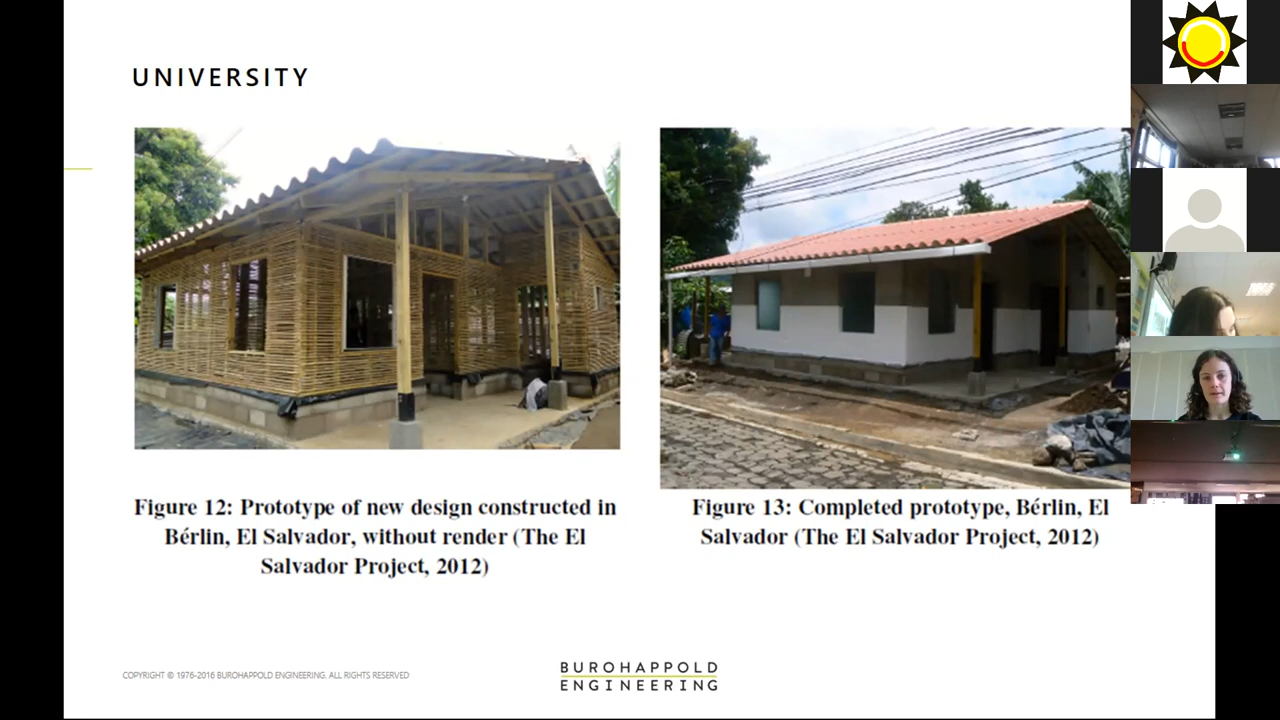 UNIVERSITY
Figure 12: Prototype of new design constructed in
Bérlin, El Salvador, without render (The El
Salvador Project, 2012)
Figure 13: Completed prototype, Bérlin, El
Salvador (The El Salvador Project, 2012)
COPYRIGHT © 1976-2016 BUROHAPPOLD ENGINEERING. ALL RIGHTS RESERVED
BUROHAPPOLD
ENGINEERING